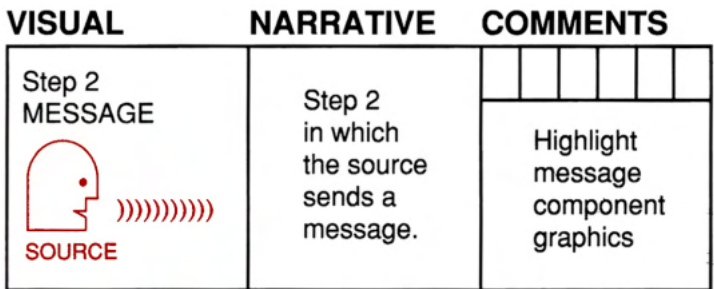 VISUAL NARRATIVE COMMENTS
Step 2
MESSAGE
SOURCE
Step 2
in which
the source
sends a
message.
Highlight
message
component
graphics